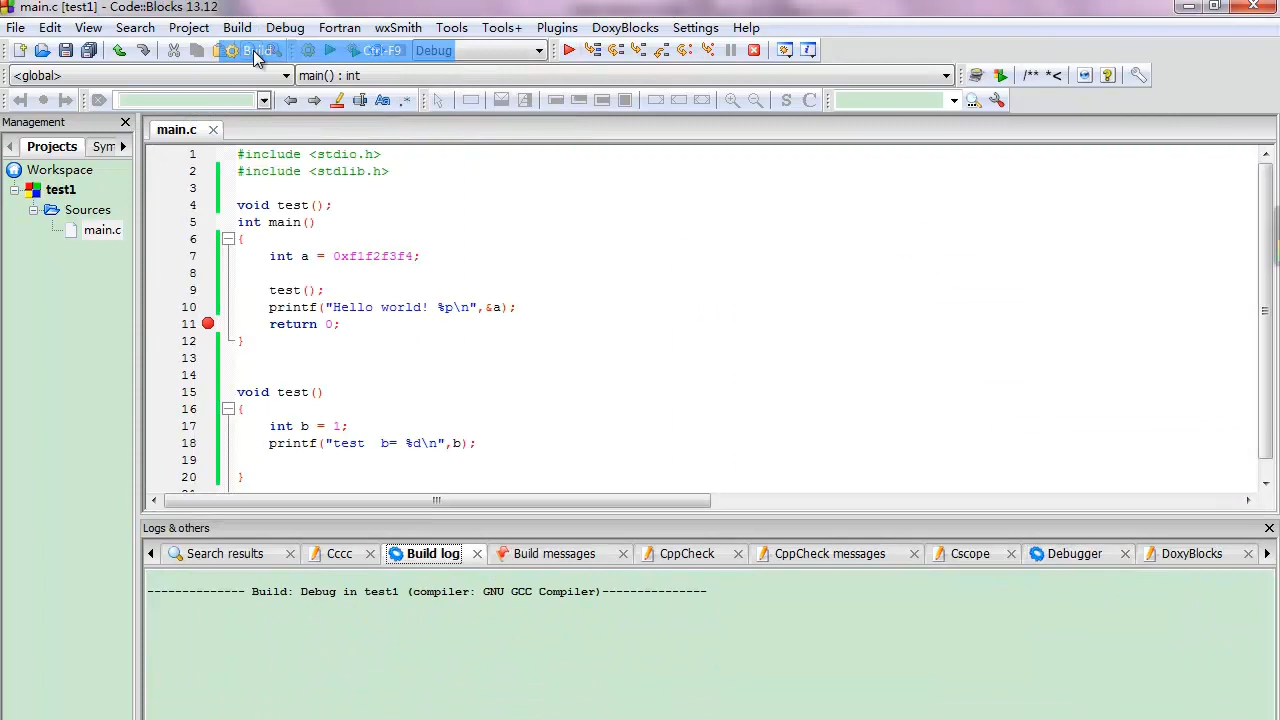 main.c [test1] - Code::Blocks 13.12
File Edit View Search Project Build Debug Fortran wxSmith Tools Tools+ Plugins DoxyBlocks Settings Help
Build Ctrl-F9 Debug
<global> main() : int /** *<
Management
Projects Sym
Workspace
test1
Sources
main.c
main.c
1 #include <stdio.h>
2 #include <stdlib.h>
3
4 void test();
5 int main()
6 {
7 int a = 0xf1f2f3f4;
8
9 test();
10 printf("Hello world! %p\n",&a);
11 return 0;
12 }
13
14
15 void test()
16 {
17 int b = 1;
18 printf("test  b= %d\n",b);
19
20 }
Logs & others
Search results Cccc Build log Build messages CppCheck CppCheck messages Cscope Debugger DoxyBlocks
-------------- Build: Debug in test1 (compiler: GNU GCC Compiler)---------------